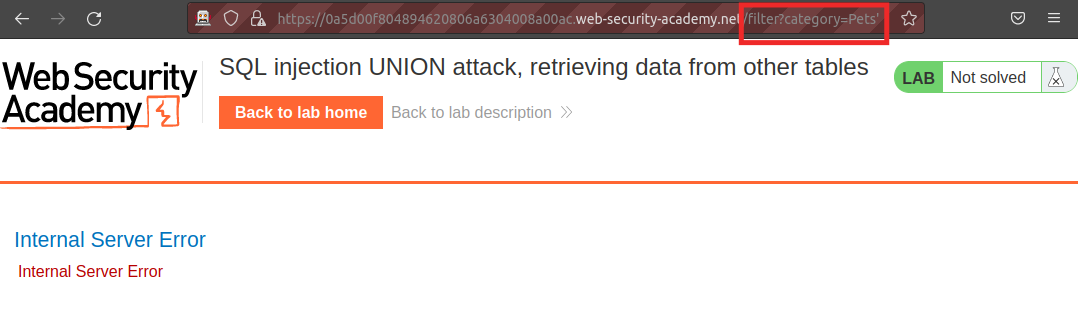 https://0a5d00f804894620806a6304008a00ac.web-security-academy.net/filter?category=Pets'
Web Security
Academy
SQL injection UNION attack, retrieving data from other tables
Back to lab home
Back to lab description
LAB
Not solved
Internal Server Error
Internal Server Error